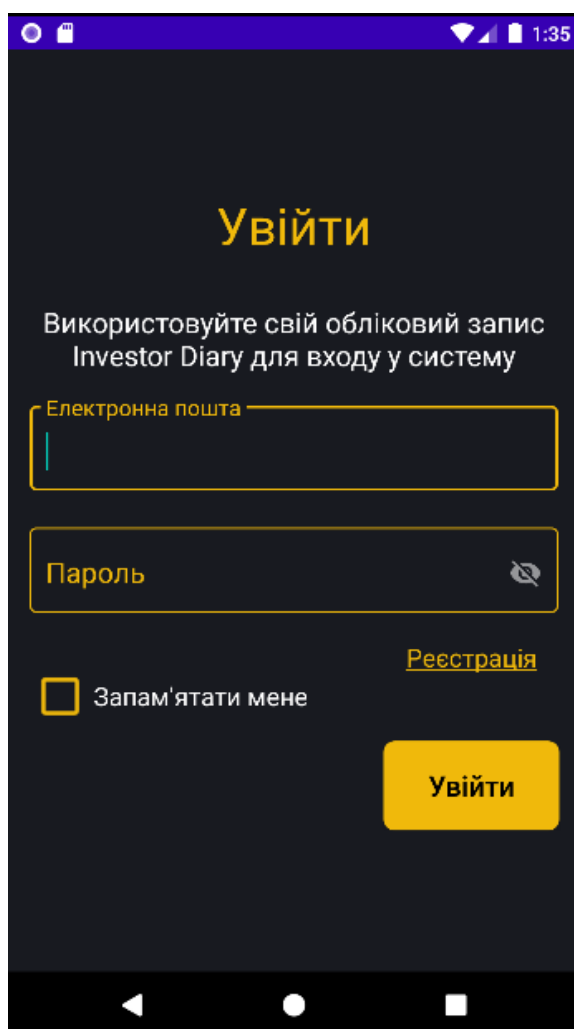 1:35
Увійти
Використовуйте свій обліковий запис
Investor Diary для входу у систему
Електронна пошта
Пароль
Реєстрація
Запам'ятати мене
Увійти